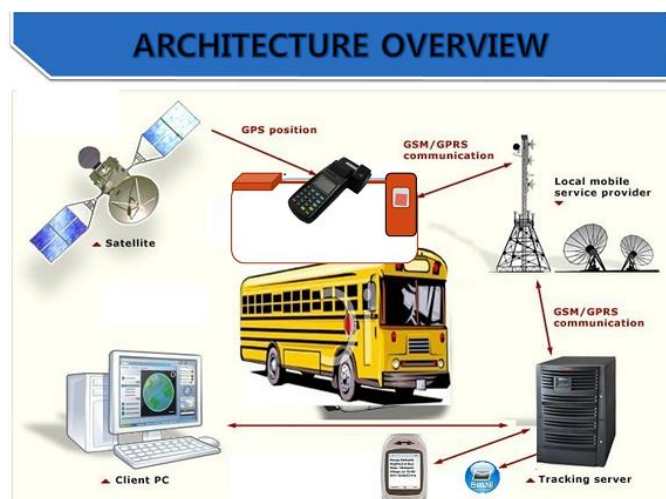 ARCHITECTURE OVERVIEW
GPS position
GSM/GPRS
communication
Local mobile
service provider
Satellite
GSM/GPRS
communication
Client PC
Email
Tracking server